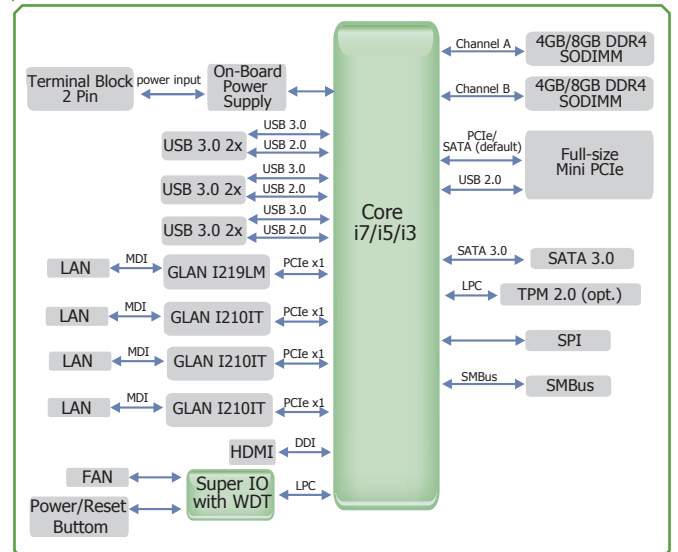 Terminal Block
2 Pin
power input
On-Board
Power
Supply
USB 3.0 2x
USB 3.0
USB 2.0
USB 3.0 2x
USB 3.0
USB 2.0
USB 3.0 2x
USB 3.0
USB 2.0
LAN
MDI
GLAN I219LM
PCIe x1
LAN
MDI
GLAN I210IT
PCIe x1
LAN
MDI
GLAN I210IT
PCIe x1
LAN
MDI
GLAN I210IT
PCIe x1
HDMI
DDI
FAN
Power/Reset
Buttom
Super IO
with WDT
LPC
Core
i7/i5/i3
Channel A
4GB/8GB DDR4
SODIMM
Channel B
4GB/8GB DDR4
SODIMM
PCIe/
SATA (default)
USB 2.0
Full-size
Mini PCIe
SATA 3.0
SATA 3.0
LPC
TPM 2.0 (opt.)
SPI
SMBus
SMBus